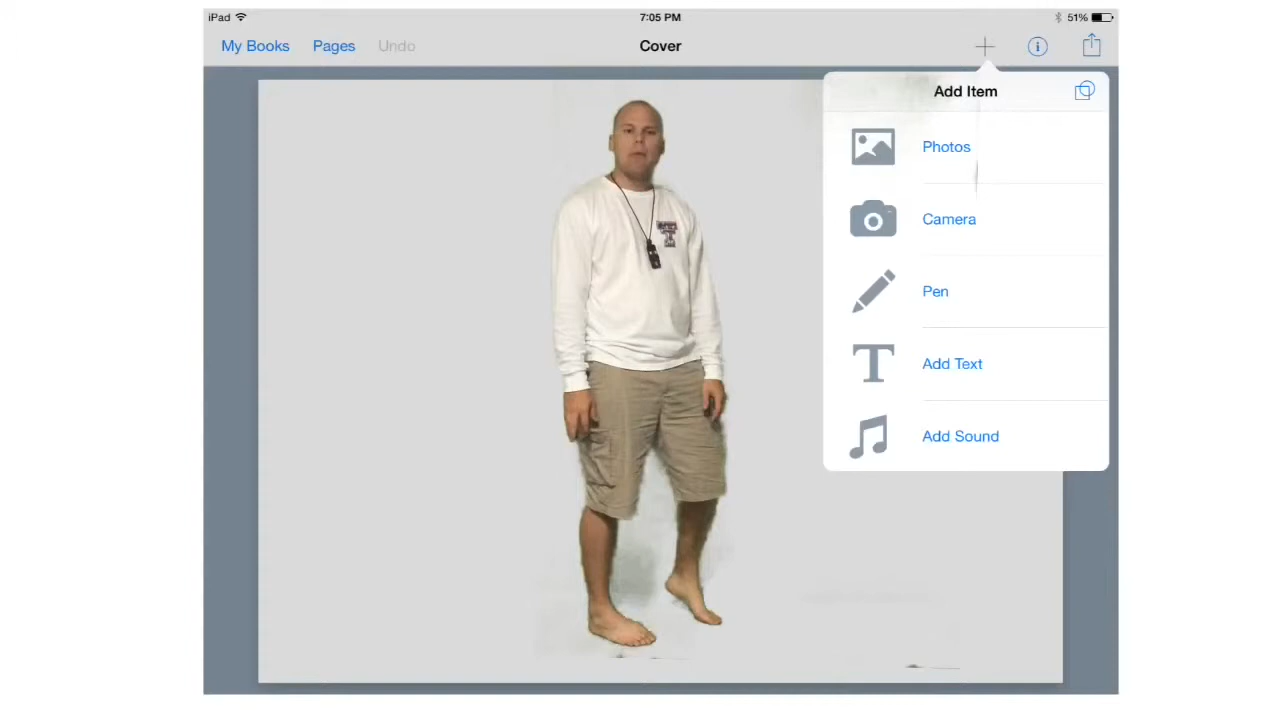 iPad 7:05 PM 51%
My Books Pages Undo Cover
Add Item
Photos
Camera
Pen
T Add Text
Add Sound
T